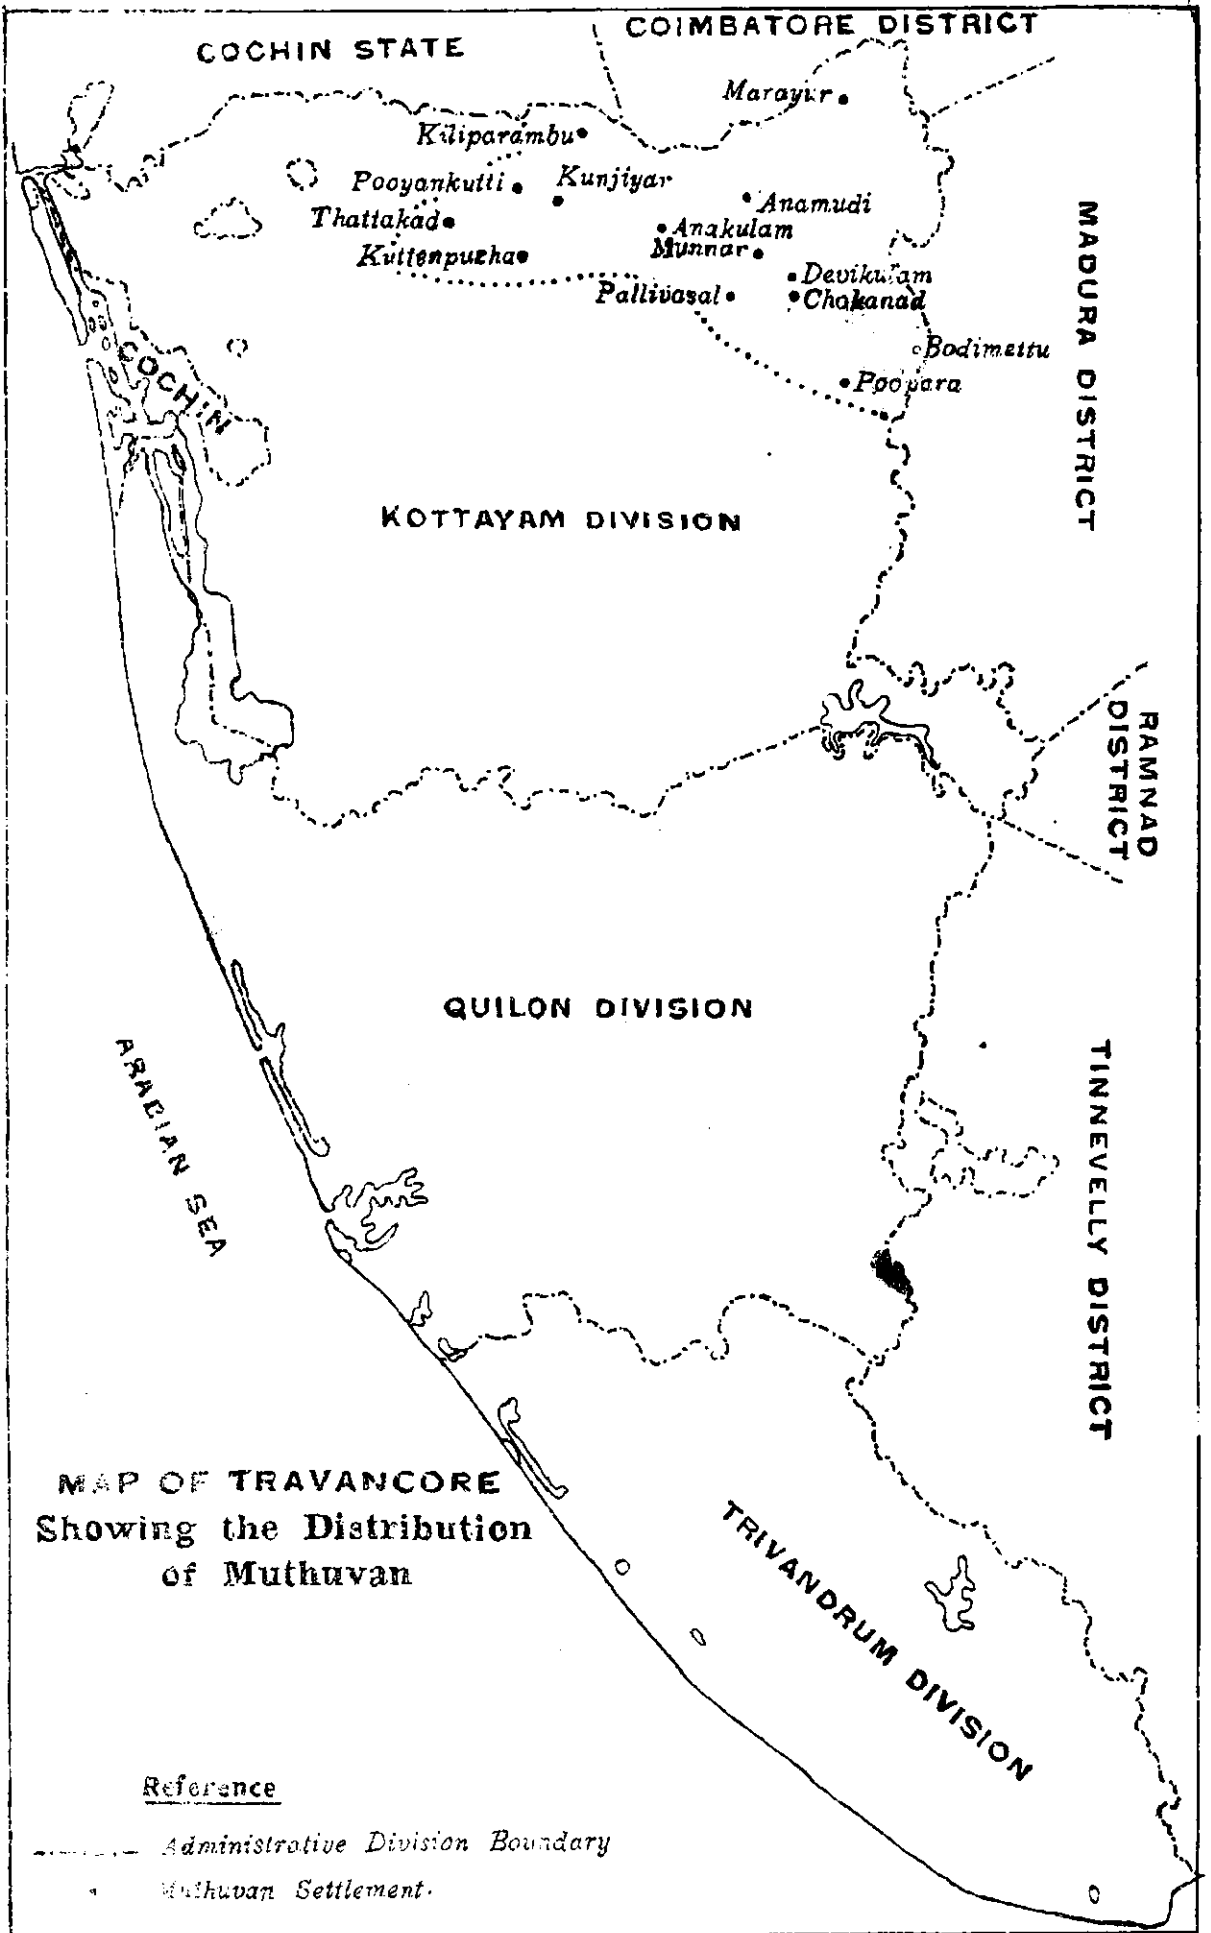 COCHIN STATE
COIMBATORE DISTRICT
Marayur
Kiliparambu
Pooyankutti
Kunjiyar
Thattakad
Anamudi
Anakulam
Kuttenpuzha
Munnar
Devikulam
Pallivasal
Chokanad
Bodimettu
Poopara
COCHIN
MADURA DISTRICT
KOTTAYAM DIVISION
RAMNAD
DISTRICT
QUILON DIVISION
ARABIAN SEA
TINNEVELLY DISTRICT
MAP OF TRAVANCORE
Showing the Distribution
of Muthuvan
TRIVANDRUM DIVISION
Reference
Administrative Division Boundary
Muthuvan Settlement.